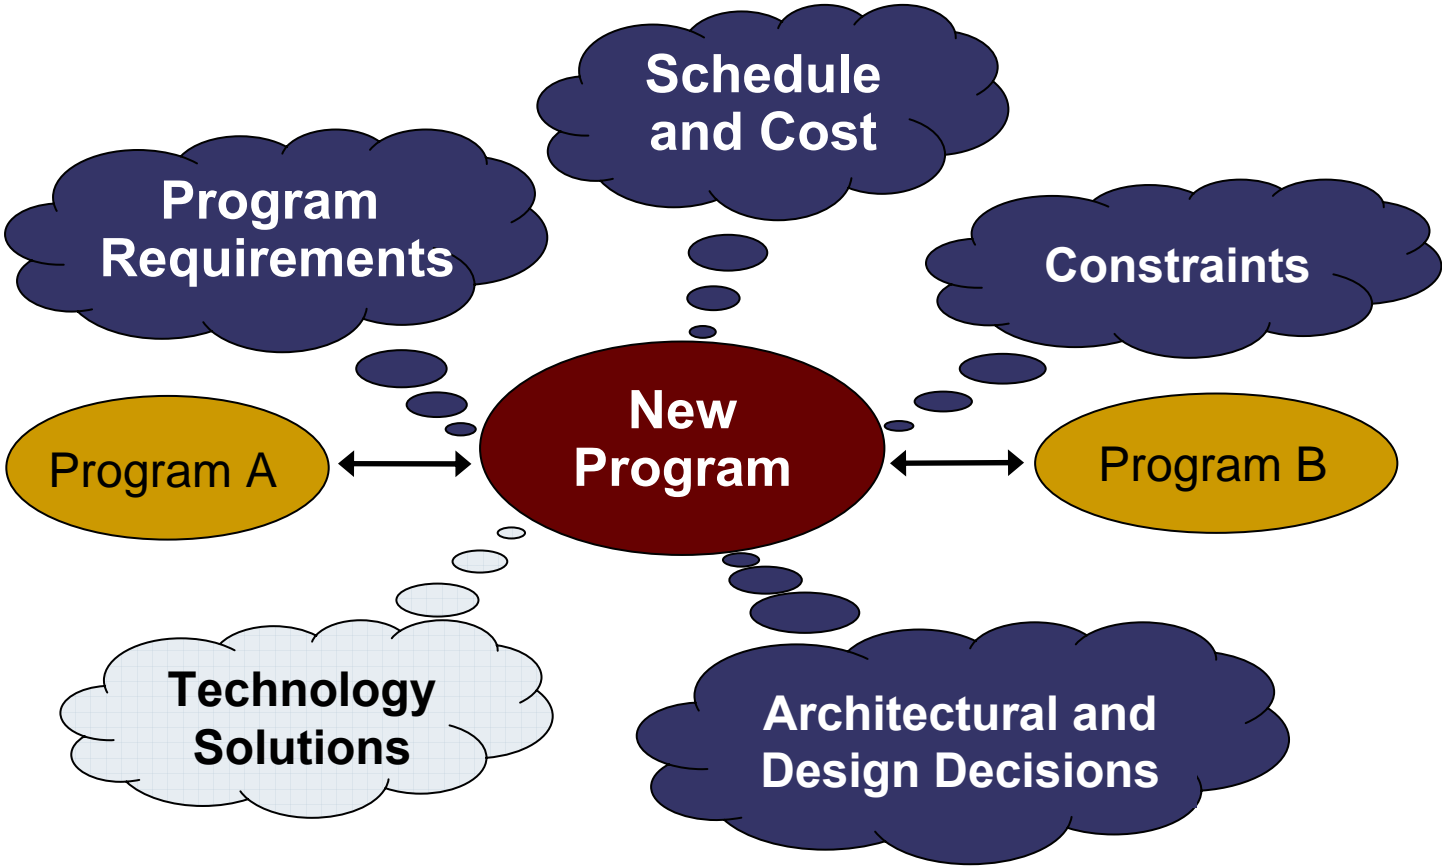 Schedule
and Cost
Program
Requirements
Constraints
New
Program
Program A
Program B
Technology
Solutions
Architectural and
Design Decisions